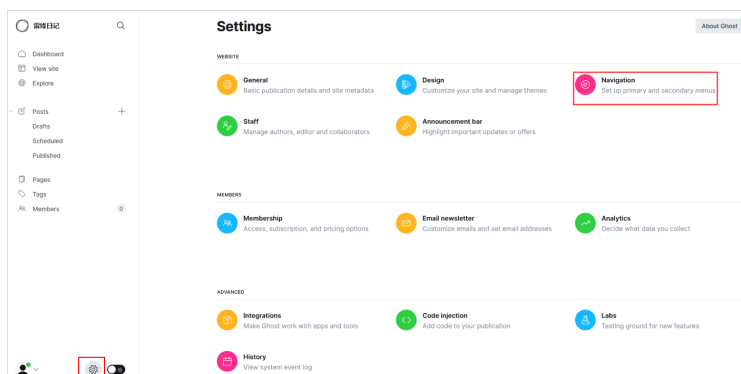 雷锋日记
Dashboard
View site
Explore
Posts
Drafts
Scheduled
Published
Pages
Tags
Members 0
Settings
About Ghost
WEBSITE
General
Basic publication details and site metadata
Design
Customize your site and manage themes
Navigation
Set up primary and secondary menus
Staff
Manage authors, editor and collaborators
Announcement bar
Highlight important updates or offers
MEMBERS
Membership
Access, subscription, and pricing options
Email newsletter
Customize emails and set email addresses
Analytics
Decide what data you collect
ADVANCED
Integrations
Make Ghost work with apps and tools
Code injection
Add code to your publication
Labs
Testing ground for new features
History
View system event log